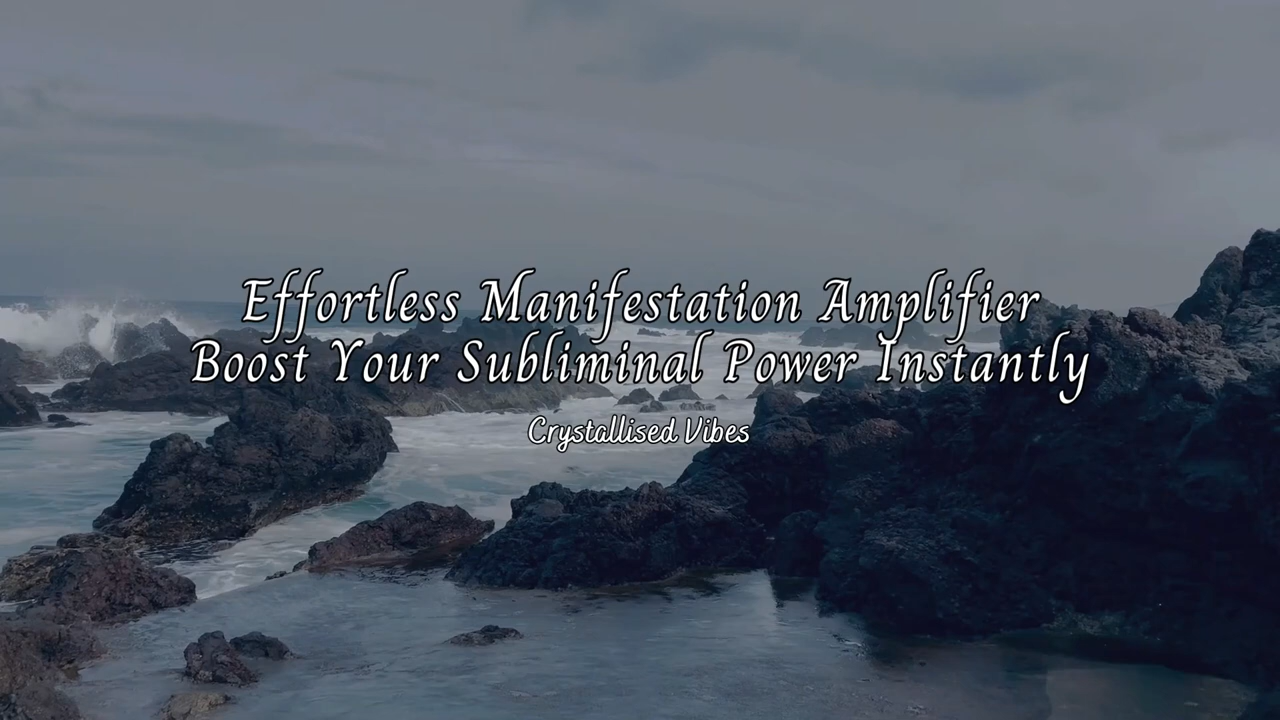 Effortless Manifestation Amplifier
Boost Your Subliminal Power Instantly
Crystallised Vibes